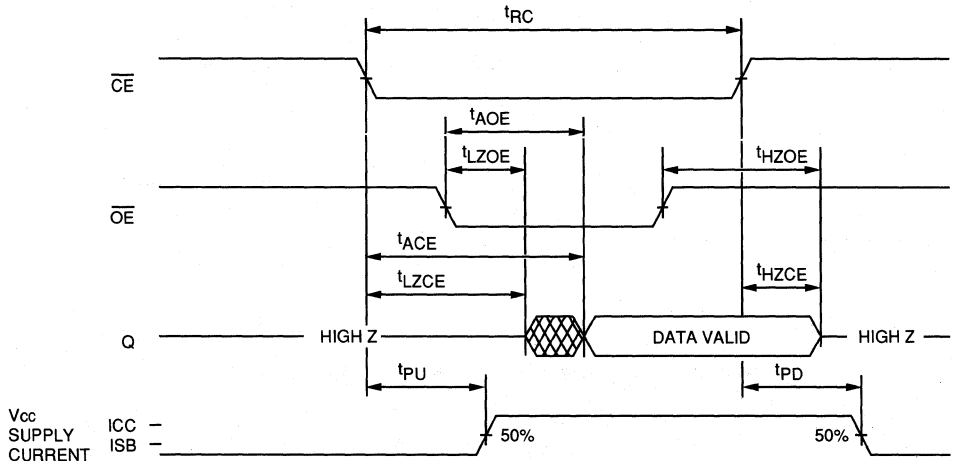 tRC
CE
tAOE
tLZOE
tHZOE
OE
tACE
tLZCE
tHZCE
Q
HIGH Z
DATA VALID
HIGH Z
tPU
tPD
Vcc
SUPPLY
CURRENT
ICC
ISB
50%
50%